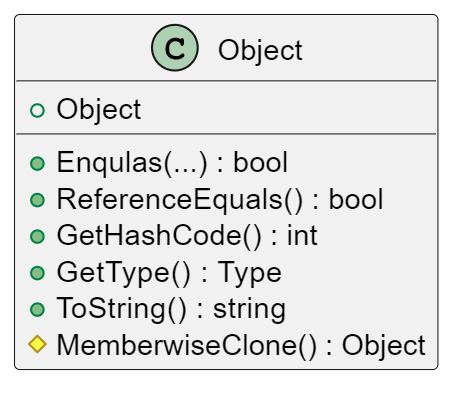 C Object
Object
Enqulas(...) : bool
ReferenceEquals() : bool
GetHashCode() : int
GetType() : Type
ToString() : string
MemberwiseClone() : Object